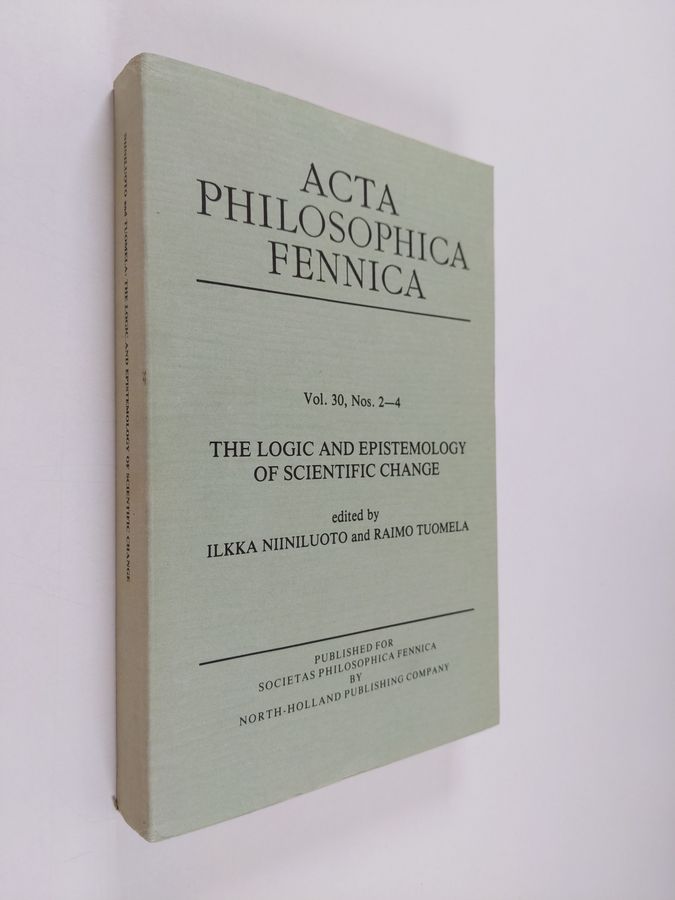 ACTA
PHILOSOPHICA
FENNICA
Vol. 30, Nos. 2—4
THE LOGIC AND EPISTEMOLOGY
OF SCIENTIFIC CHANGE
edited by
ILKKA NIINILUOTO and RAIMO TUOMELA
PUBLISHED FOR
SOCIETAS PHILOSOPHICA FENNICA
BY
NORTH-HOLLAND PUBLISHING COMPANY
NIINILUOTO and TUOMELA: THE LOGIC AND EPISTEMOLOGY OF SCIENTIFIC CHANGE